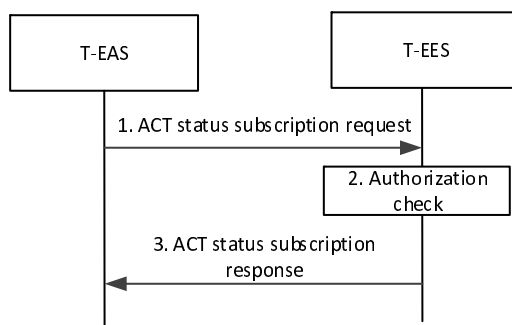 T-EAS
T-EES
1. ACT status subscription request
2. Authorization
check
3. ACT status subscription
response